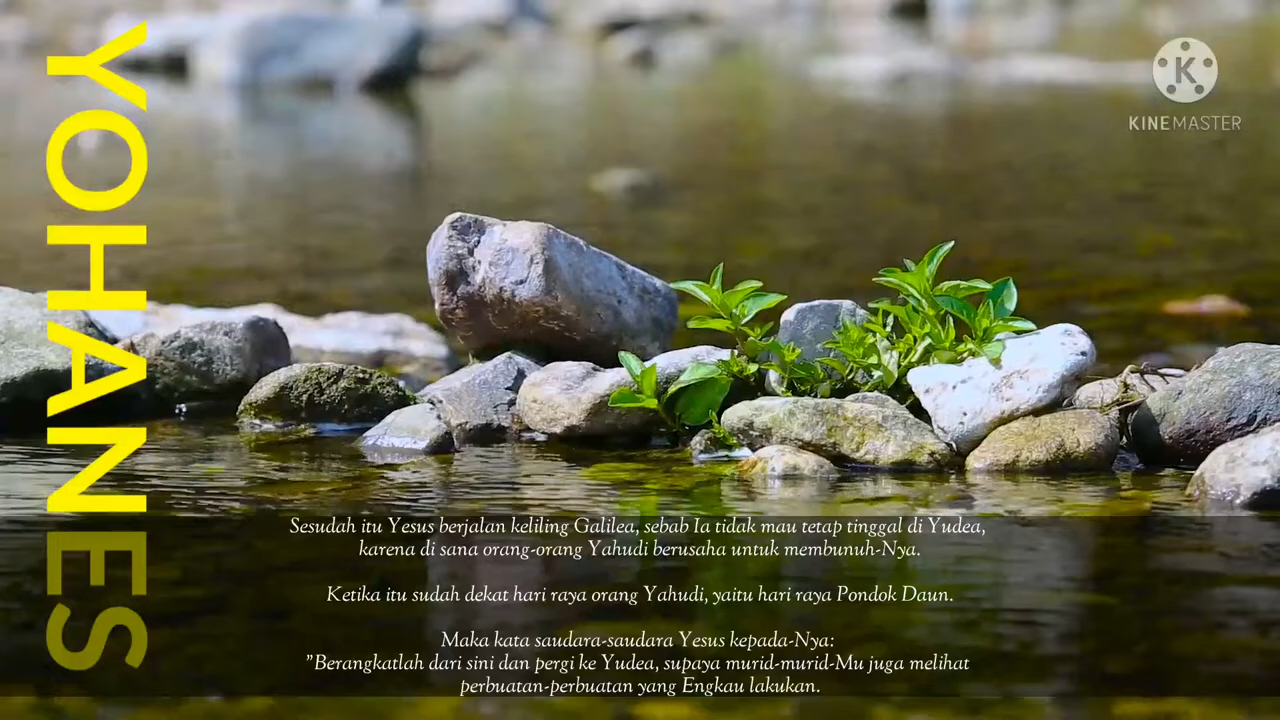 YOHANES
K
KINEMASTER
Sesudah itu Yesus berjalan keliling Galilea, sebab Ia tidak mau tetap tinggal di Yudea,
karena di sana orang-orang Yahudi berusaha untuk membunuh-Nya.
Ketika itu sudah dekat hari raya orang Yahudi, yaitu hari raya Pondok Daun.
Maka kata saudara-saudara Yesus kepada-Nya:
"Berangkatlah dari sini dan pergi ke Yudea, supaya murid-murid-Mu juga melihat
perbuatan-perbuatan yang Engkau lakukan.